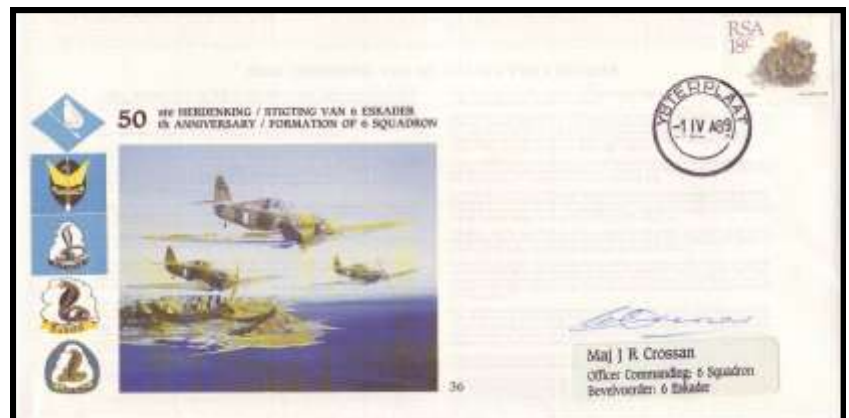 RSA
18c
YSTERPLAAT
-1 IV A89
50 ste HERDENKING / STIGTING VAN 6 ESKADER
th ANNIVERSARY / FORMATION OF 6 SQUADRON
36
Maj J R Crossan
Officer Commanding: 6 Squadron
Bevelvoerder: 6 Eskader